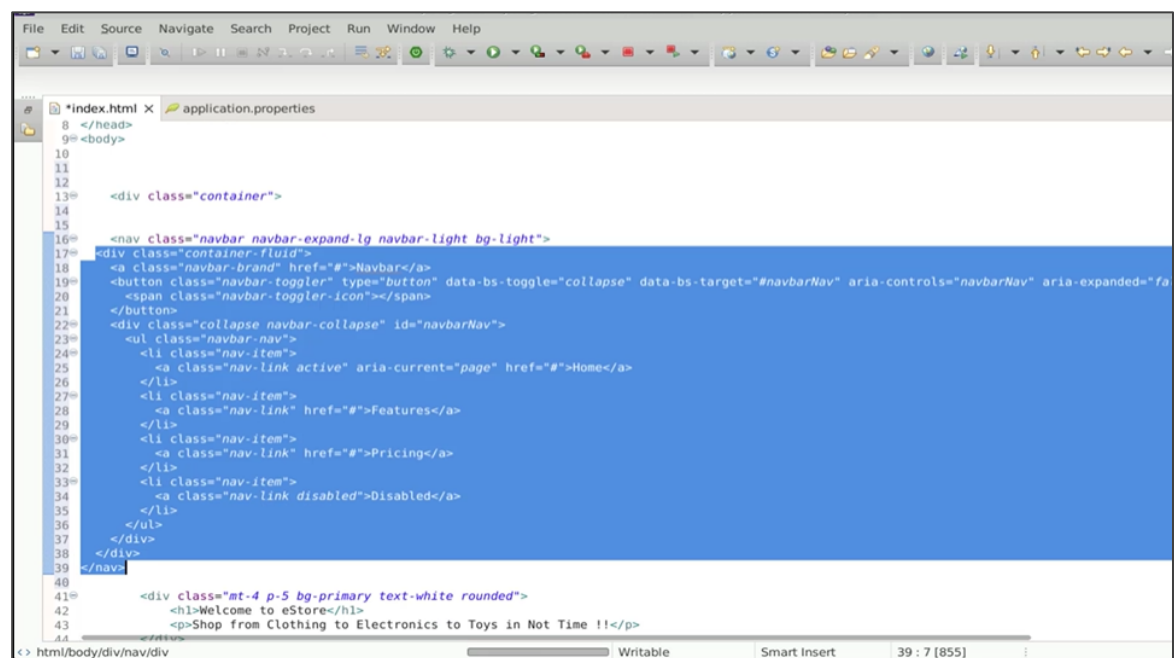 File Edit Source Navigate Search Project Run Window Help
*index.html application.properties
8 </head>
9 <body>
10
11
12
13 <div class="container">
14
15
16 <nav class="navbar navbar-expand-lg navbar-light bg-light">
17 <div class="container-fluid">
18 <a class="navbar-brand" href="#">Navbar</a>
19 <button class="navbar-toggler" type="button" data-bs-toggle="collapse" data-bs-target="#navbarNav" aria-controls="navbarNav" aria-expanded="fa
20 <span class="navbar-toggler-icon"></span>
21 </button>
22 <div class="collapse navbar-collapse" id="navbarNav">
23 <ul class="navbar-nav">
24 <li class="nav-item">
25 <a class="nav-link active" aria-current="page" href="#">Home</a>
26 </li>
27 <li class="nav-item">
28 <a class="nav-link" href="#">Features</a>
29 </li>
30 <li class="nav-item">
31 <a class="nav-link" href="#">Pricing</a>
32 </li>
33 <li class="nav-item">
34 <a class="nav-link disabled">Disabled</a>
35 </li>
36 </ul>
37 </div>
38 </div>
39 </nav>
40
41 <div class="mt-4 p-5 bg-primary text-white rounded">
42 <h1>Welcome to eStore</h1>
43 <p>Shop from Clothing to Electronics to Toys in Not Time !!</p>
44 </div>
html/body/div/nav/div Writable Smart Insert 39 : 7 [855]